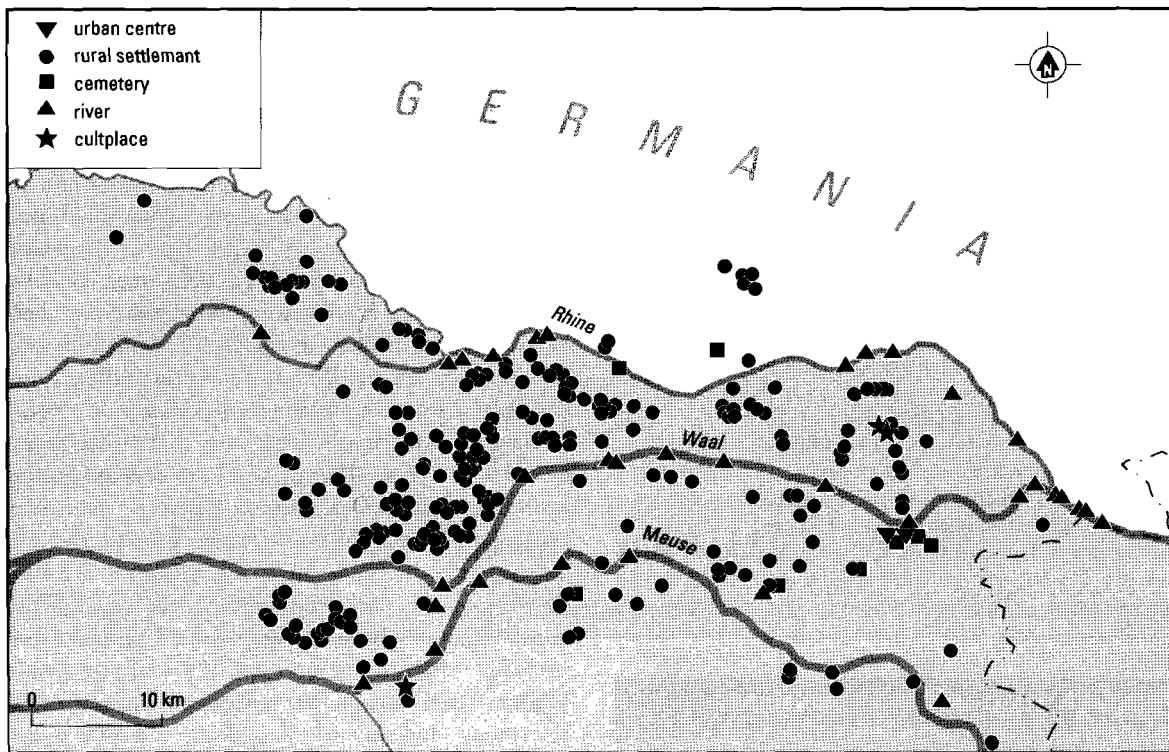 urban centre
rural settlemant
cemetery
river
cultplace
N
GERMANIA
Rhine
Waal
Meuse
0 10 km